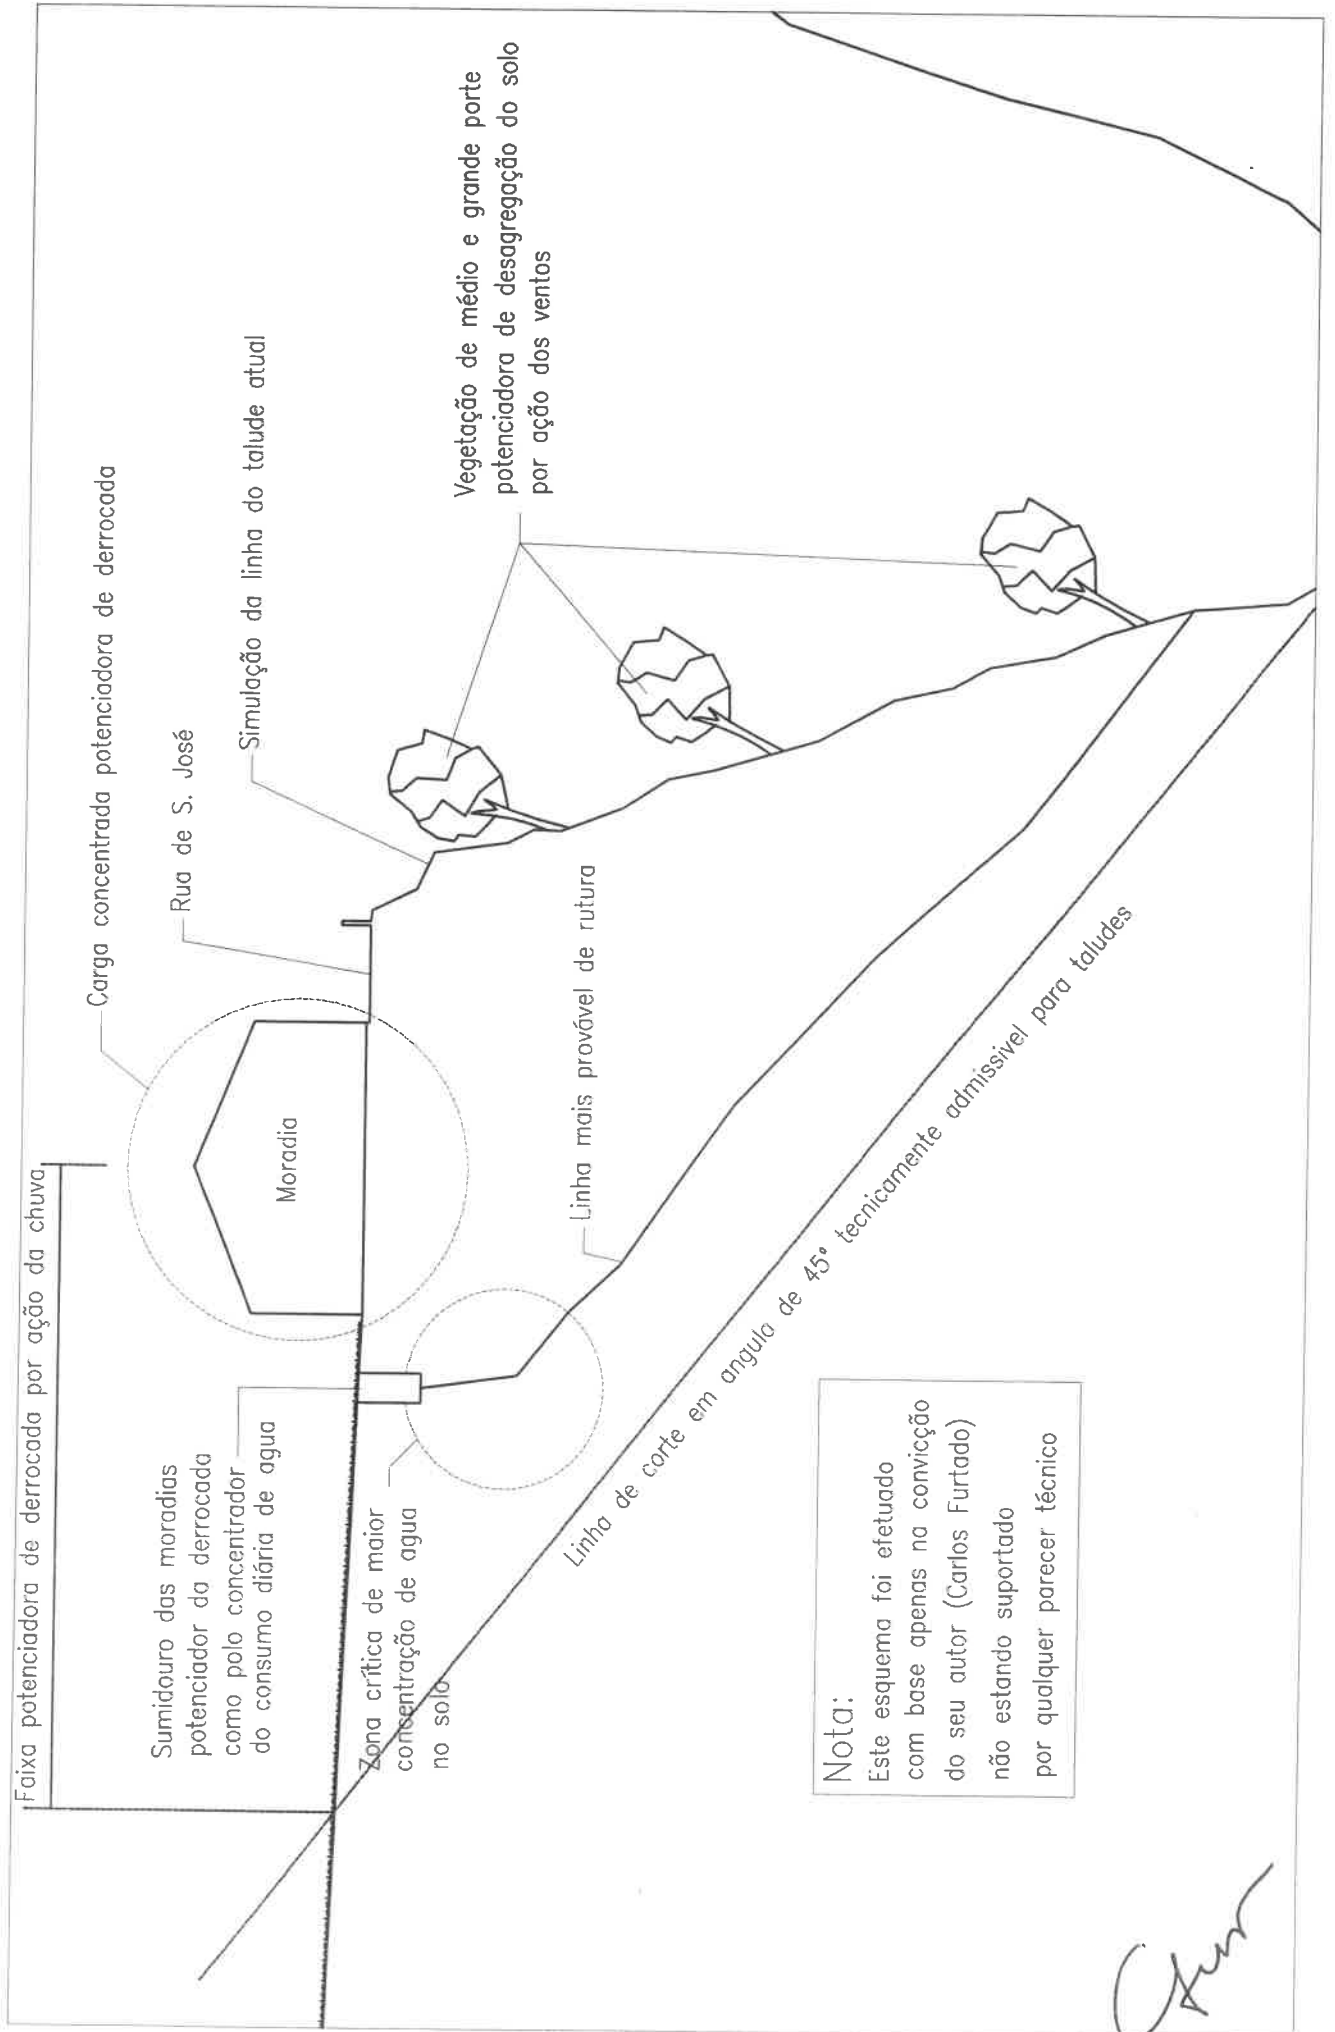 Faixa potenciadora de derrocada por ação da chuva
Carga concentrada potenciadora de derrocada
Rua de S. José
Simulação da linha do talude atual
Vegetação de médio e grande porte
potenciadora de desagregação do solo
por ação dos ventos
Moradia
Sumidouro das moradias
potenciador da derrocada
como polo concentrador
do consumo diária de agua
Zona crítica de maior
concentração de agua
no solo
Linha mais provável de rutura
Linha de corte em angulo de 45° tecnicamente admissivel para taludes
Nota:
Este esquema foi efetuado
com base apenas na convicção
do seu autor (Carlos Furtado)
não estando suportado
por qualquer parecer técnico